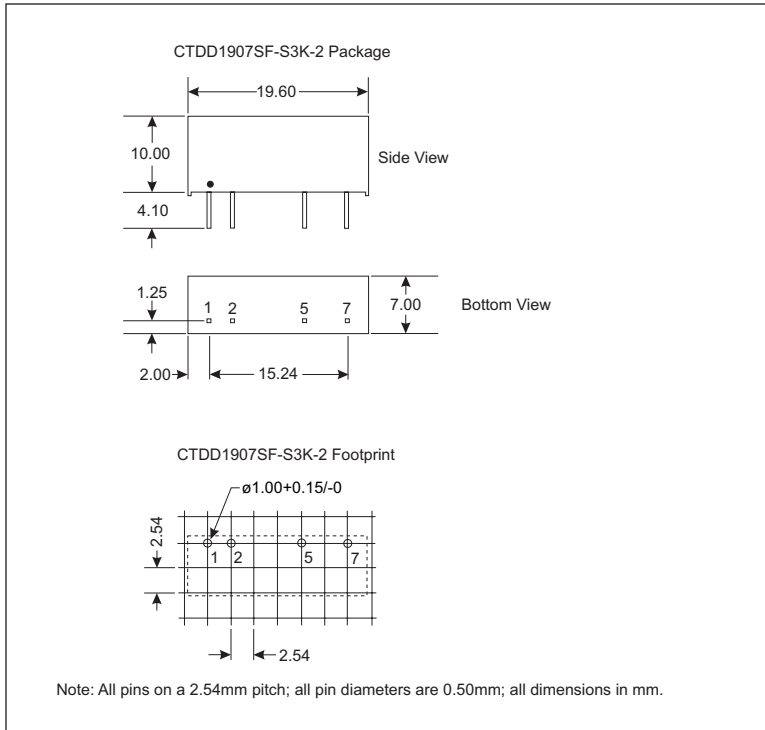 CTDD1907SF-S3K-2 Package
19.60
10.00
Side View
4.10
1.25
1 2 5 7
7.00
Bottom View
2.00
15.24
CTDD1907SF-S3K-2 Footprint
ø1.00+0.15/-0
2.54
1 2 5 7
2.54
Note: All pins on a 2.54mm pitch; all pin diameters are 0.50mm; all dimensions in mm.